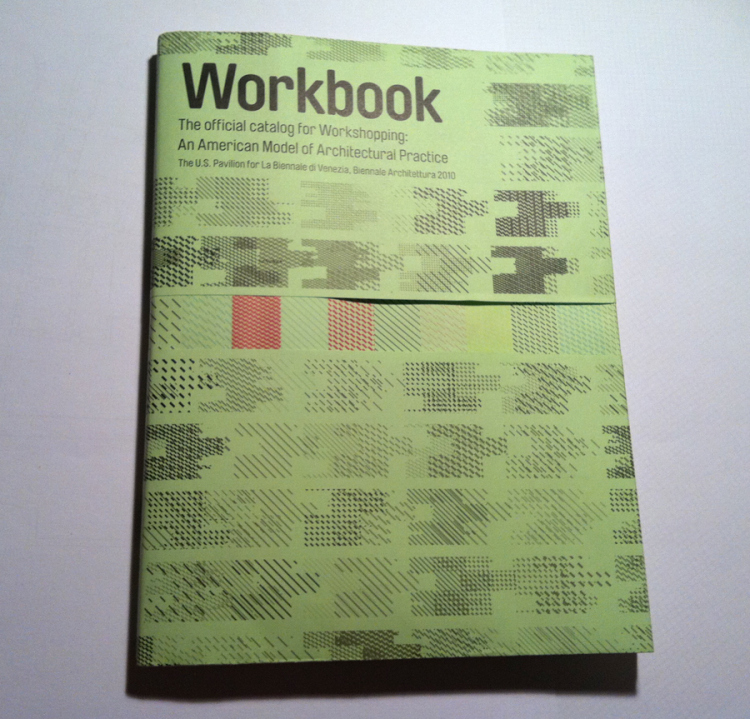 Workbook
The official catalog for Workshopping:
An American Model of Architectural Practice
The U.S. Pavilion for La Biennale di Venezia, Biennale Architettura 2010